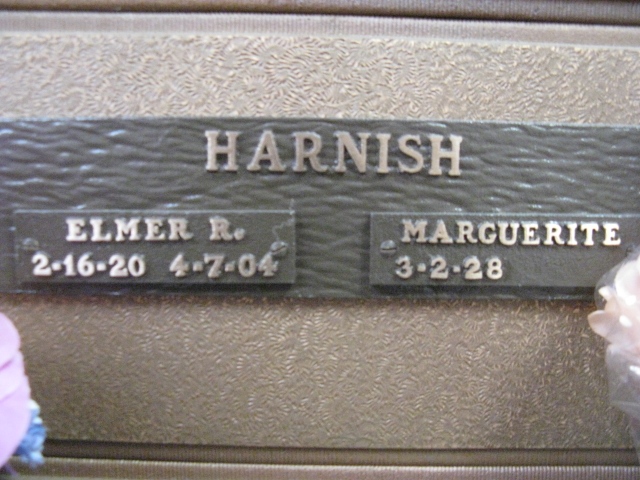 HARNISH
ELMER R.
2-16-20 4-7-04
MARGUERITE
3-2-28